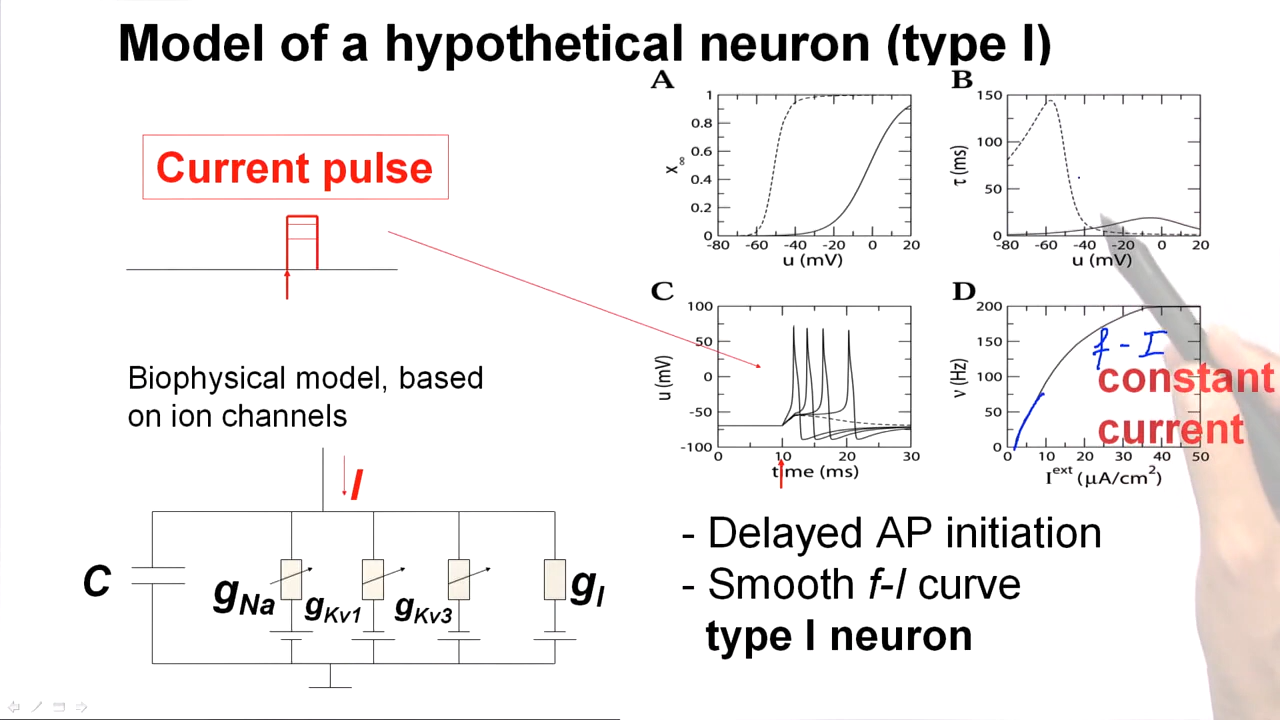 Model of a hypothetical neuron (type I)
Current pulse
Biophysical model, based
on ion channels
I
C
gNa
gKv1
gKv3
gl
A
1
0.8
0.6
0.4
0.2
0
x∞
-80 -60 -40 -20 0 20
u (mV)
B
150
100
50
0
τ (ms)
-80 -60 -40 -20 0 20
u (mV)
C
100
50
0
-50
-100
u (mV)
0 10 20 30
time (ms)
D
200
150
100
50
0
ν (Hz)
f - I
constant
current
0 10 20 30 40 50
Iext (μA/cm2)
- Delayed AP initiation
- Smooth f-I curve
type I neuron